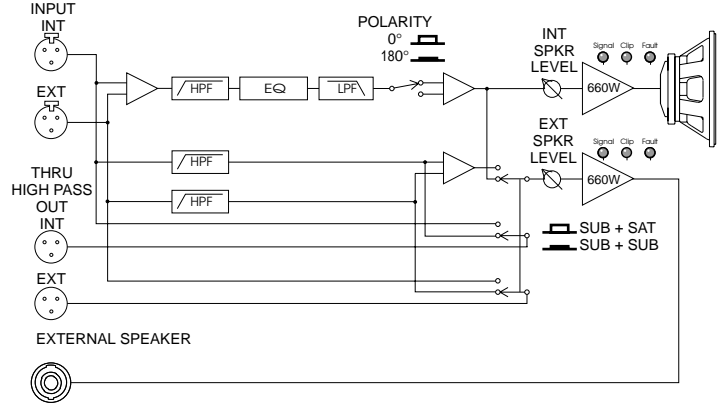 INPUT
INT
EXT
THRU
HIGH PASS
OUT
INT
EXT
EXTERNAL SPEAKER
HPF
EQ
LPF
HPF
HPF
POLARITY
0°
180°
INT
SPKR
LEVEL
Signal Clip Fault
660W
EXT
SPKR
LEVEL
Signal Clip Fault
660W
SUB + SAT
SUB + SUB